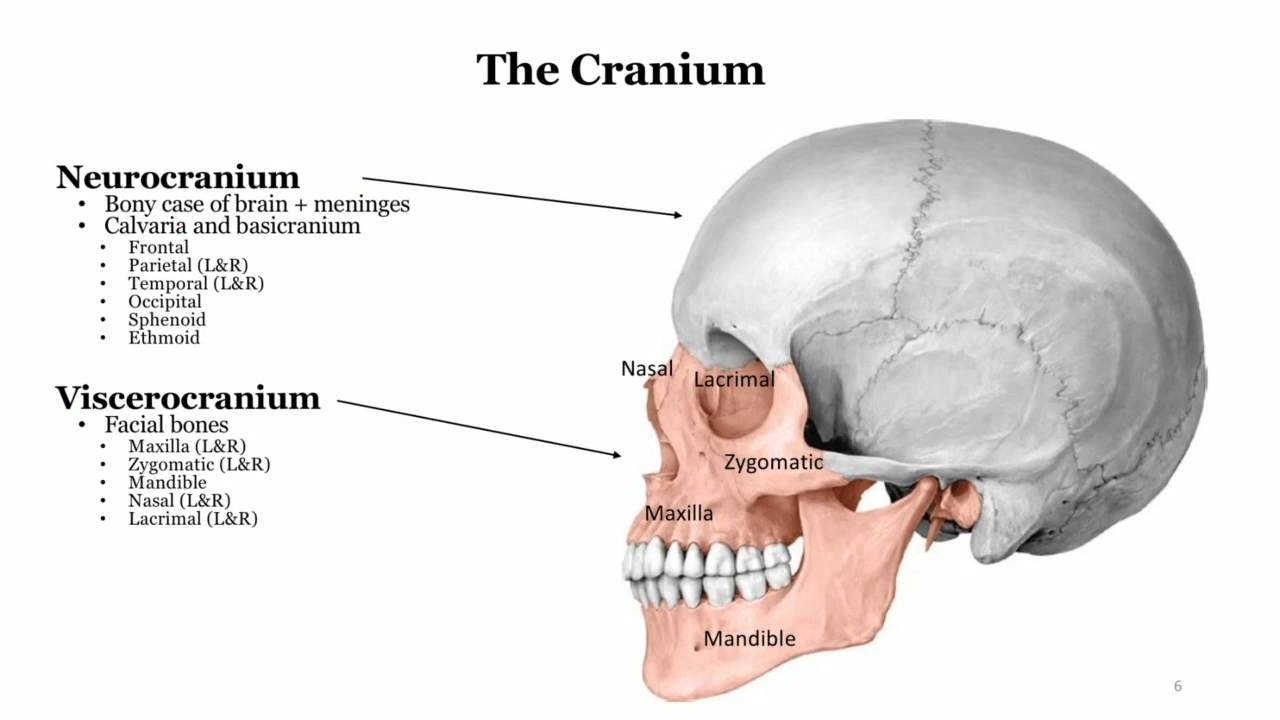 The Cranium
Neurocranium
• Bony case of brain + meninges
• Calvaria and basicranium
• Frontal
• Parietal (L&R)
• Temporal (L&R)
• Occipital
• Sphenoid
• Ethmoid
Viscerocranium
• Facial bones
• Maxilla (L&R)
• Zygomatic (L&R)
• Mandible
• Nasal (L&R)
• Lacrimal (L&R)
Nasal
Lacrimal
Zygomatic
Maxilla
Mandible
6